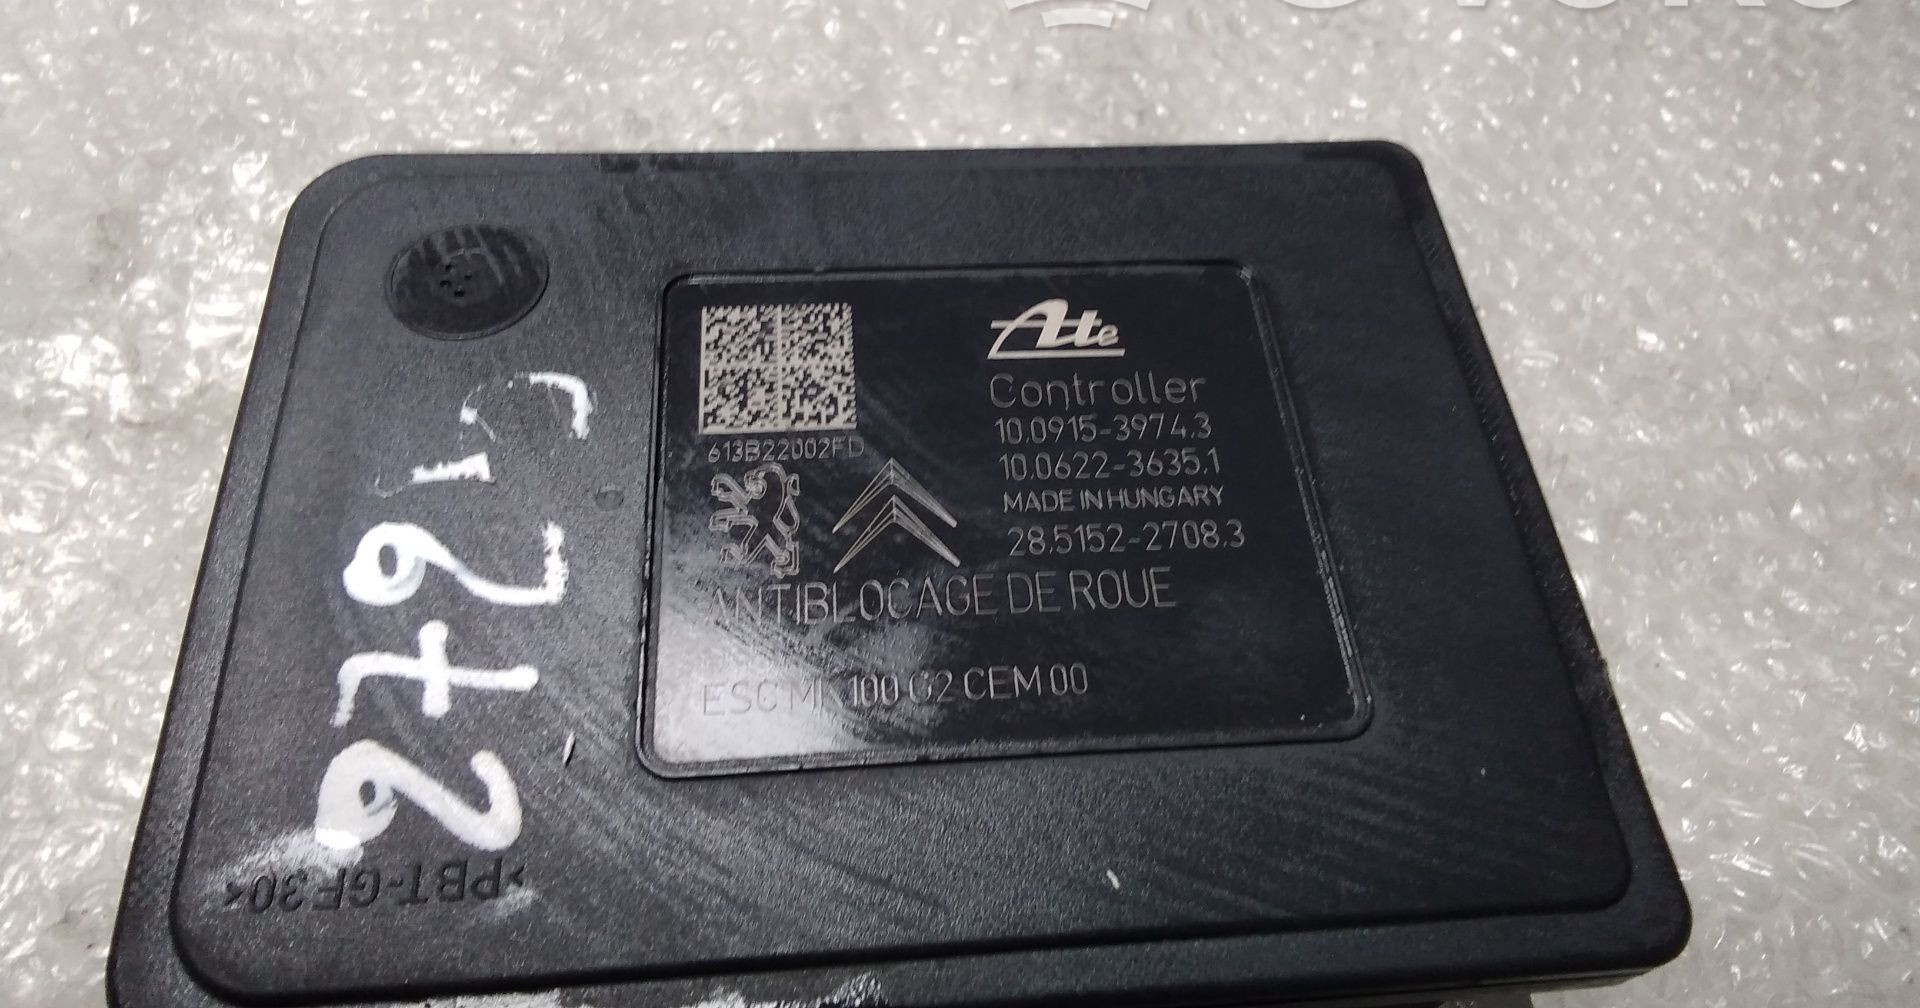 Ate
Controller
10.0915-3974.3
10.0622-3635.1
MADE IN HUNGARY
28.5152-2708.3
613B22002FD
ANTIBLOCAGE DE ROUE
ESC MK100 G2 CEM 00
>PBT-GF30<